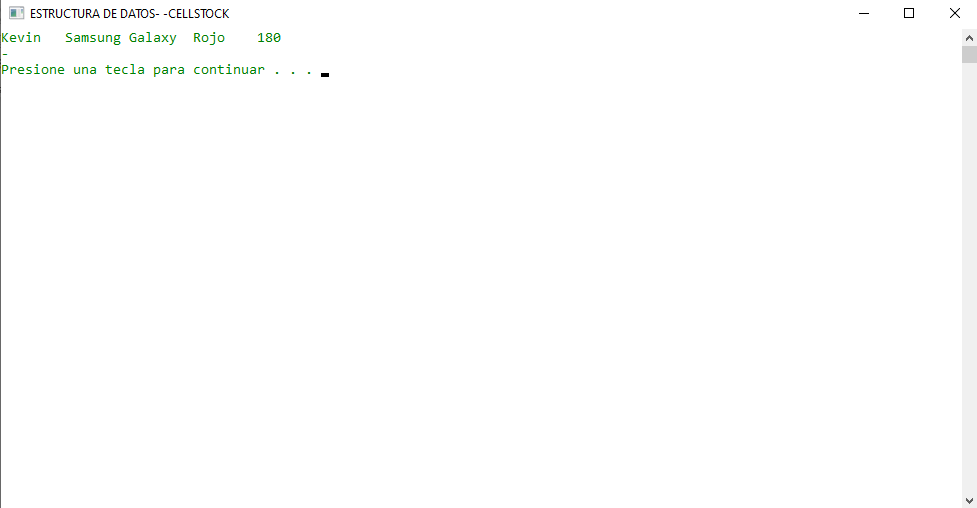 ESTRUCTURA DE DATOS- -CELLSTOCK
Kevin   Samsung Galaxy  Rojo    180
-
Presione una tecla para continuar . . .